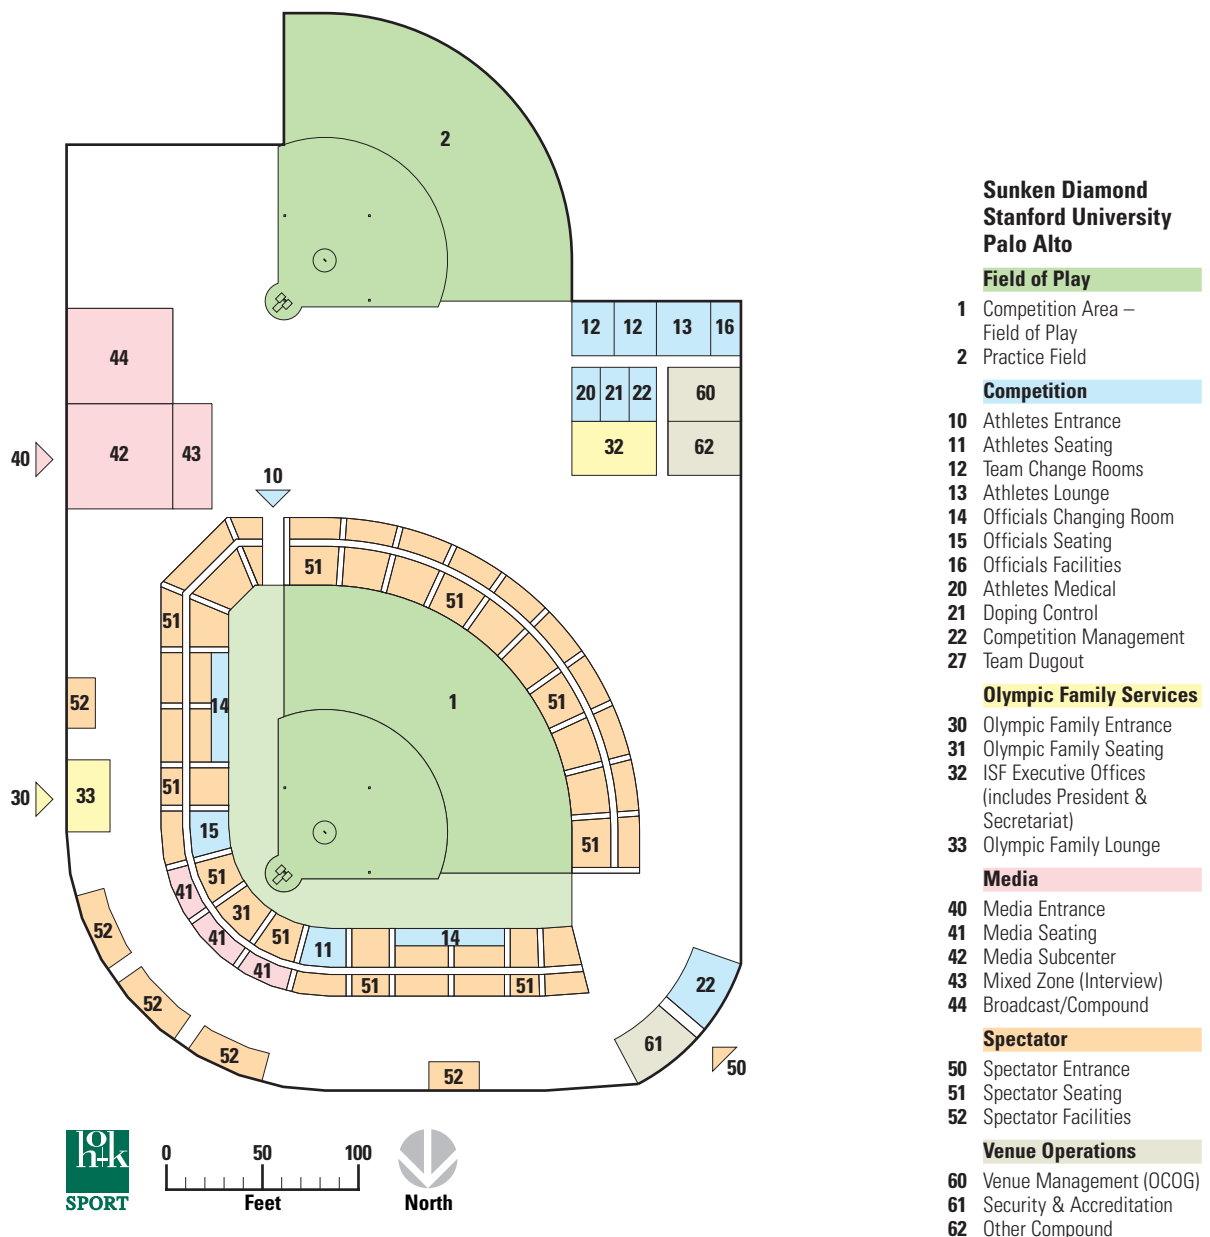 2
44
42
43
40
10
12
12
13
16
20
21
22
60
32
62
51
51
51
51
52
14
1
51
30
33
15
51
51
41
31
41
51
41
11
14
51
51
52
52
52
52
22
61
50
hok
SPORT
0 50 100
Feet
North
Sunken Diamond
Stanford University
Palo Alto
Field of Play
1 Competition Area –
Field of Play
2 Practice Field
Competition
10 Athletes Entrance
11 Athletes Seating
12 Team Change Rooms
13 Athletes Lounge
14 Officials Changing Room
15 Officials Seating
16 Officials Facilities
20 Athletes Medical
21 Doping Control
22 Competition Management
27 Team Dugout
Olympic Family Services
30 Olympic Family Entrance
31 Olympic Family Seating
32 ISF Executive Offices
(includes President &
Secretariat)
33 Olympic Family Lounge
Media
40 Media Entrance
41 Media Seating
42 Media Subcenter
43 Mixed Zone (Interview)
44 Broadcast/Compound
Spectator
50 Spectator Entrance
51 Spectator Seating
52 Spectator Facilities
Venue Operations
60 Venue Management (OCOG)
61 Security & Accreditation
62 Other Compound